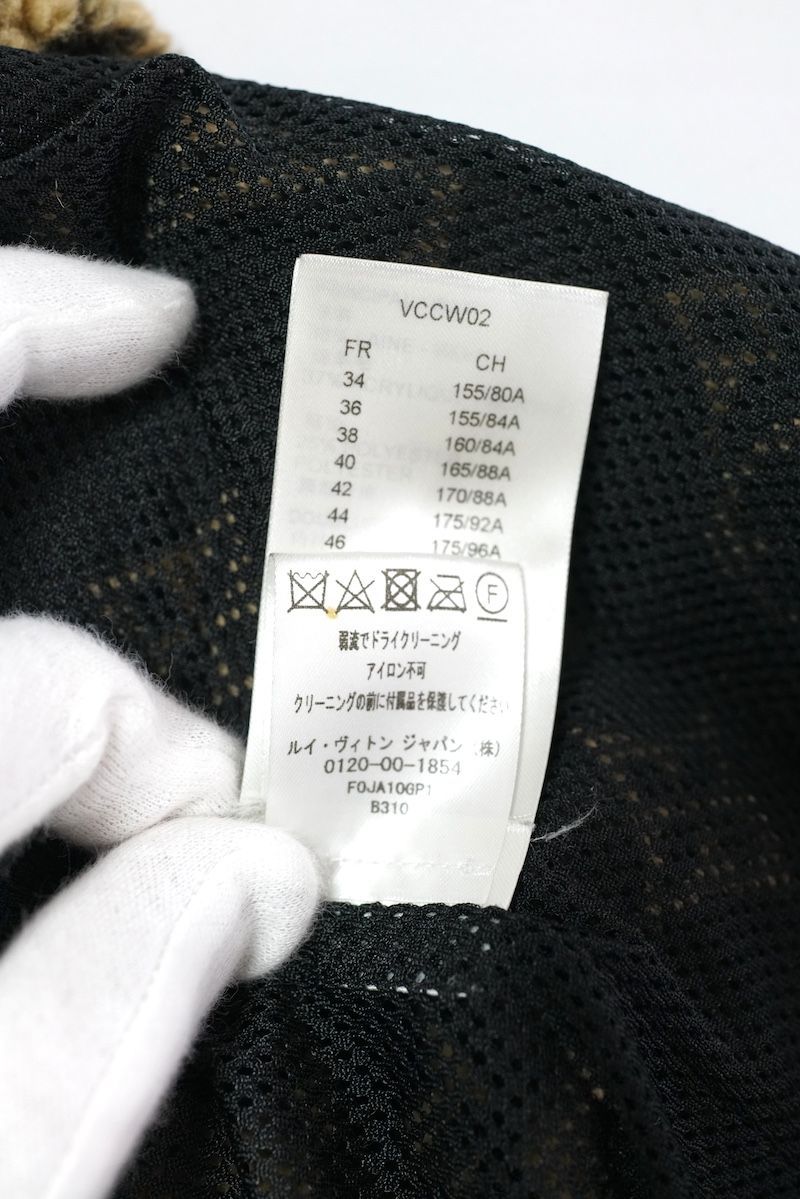 VCCW02
FR CH
34 155/80A
36 155/84A
38 160/84A
40 165/88A
42 170/88A
44 175/92A
46 175/96A
F
弱流でドライクリーニング
アイロン不可
クリーニングの前に付属品を保護してください
ルイ・ヴィトン ジャパン (株)
0120-00-1854
F0JA10GP1
B310